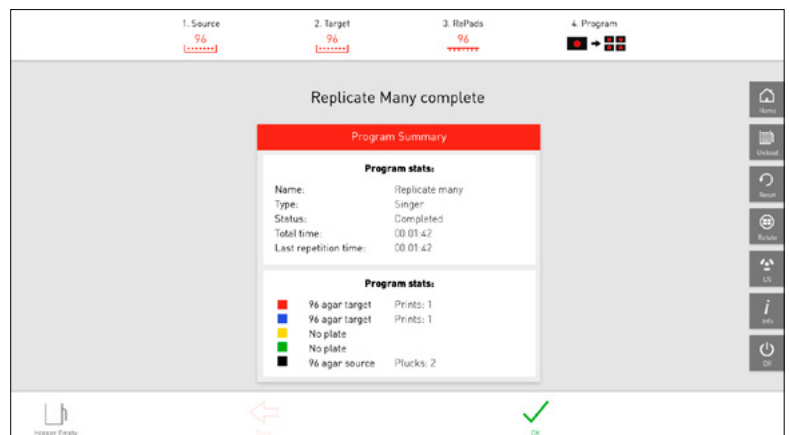 1. Source 2. Target 3. RePads 4. Program
96 96 96
Replicate Many complete
Program Summary
Program stats:
Name: Replicate many
Type: Singer
Status: Completed
Total time: 00:01:42
Last repetition time: 00:01:42
Program stats:
96 agar target Prints: 1
96 agar target Prints: 1
No plate
No plate
96 agar source Plucks: 2
Home
Unload
Reset
Rotate
UV
i
Info
Off
Hopper Empty
Back
OK